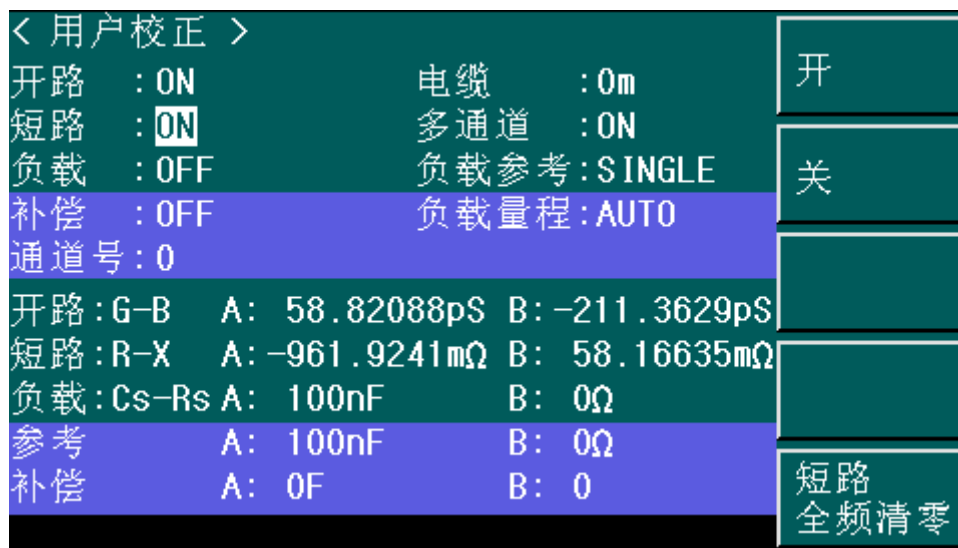 < 用户校正 >
开路 :ON 电缆 :0m
短路 :ON 多通道 :ON
负载 :OFF 负载参考:SINGLE
补偿 :OFF 负载量程:AUTO
通道号:0
开路:G-B A: 58.82088pS B:-211.3629pS
短路:R-X A:-961.9241mΩ B: 58.16635mΩ
负载:Cs-Rs A: 100nF B: 0Ω
参考 A: 100nF B: 0Ω
补偿 A: 0F B: 0
开
关
短路
全频清零